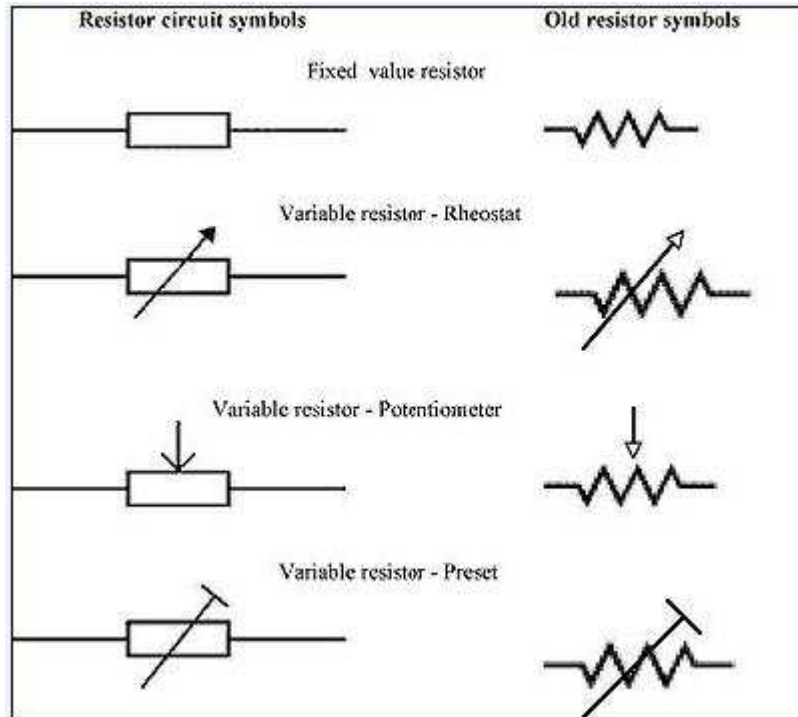 Resistor circuit symbols
Old resistor symbols
Fixed value resistor
Variable resistor - Rheostat
Variable resistor - Potentiometer
Variable resistor - Preset